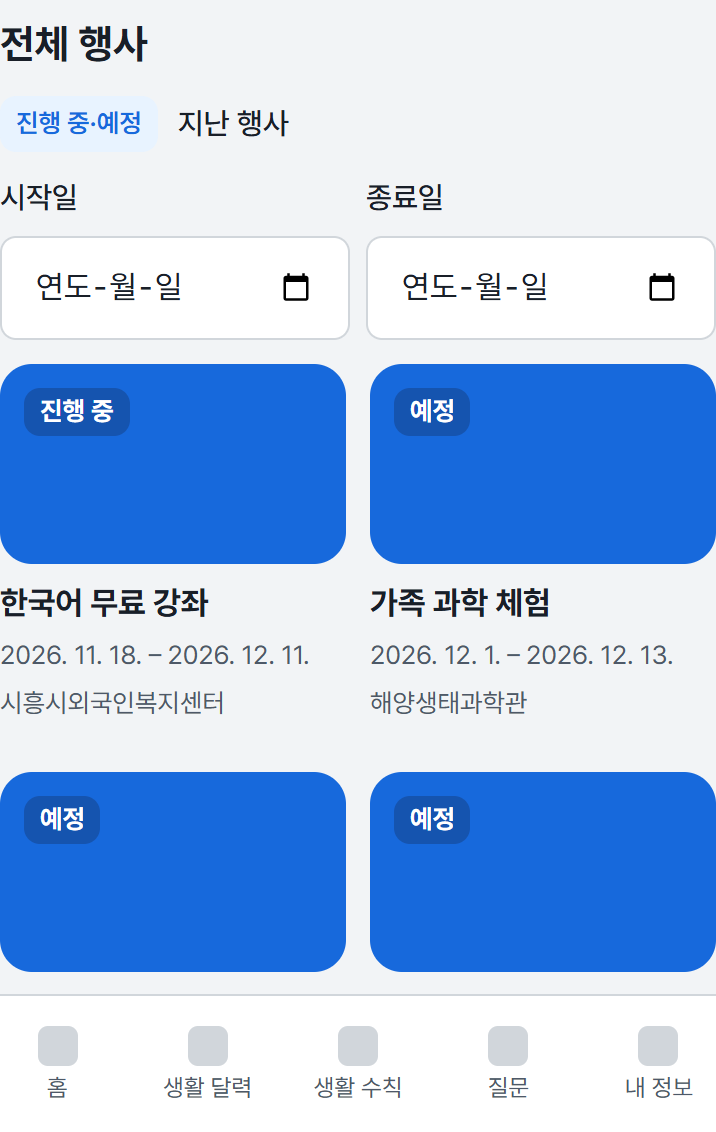 전체 행사
진행 중·예정 지난 행사
시작일 종료일
연도-월-일 연도-월-일
진행 중 예정
한국어 무료 강좌 가족 과학 체험
2026. 11. 18. – 2026. 12. 11. 2026. 12. 1. – 2026. 12. 13.
시흥시외국인복지센터 해양생태과학관
예정 예정
홈 생활 달력 생활 수칙 질문 내 정보